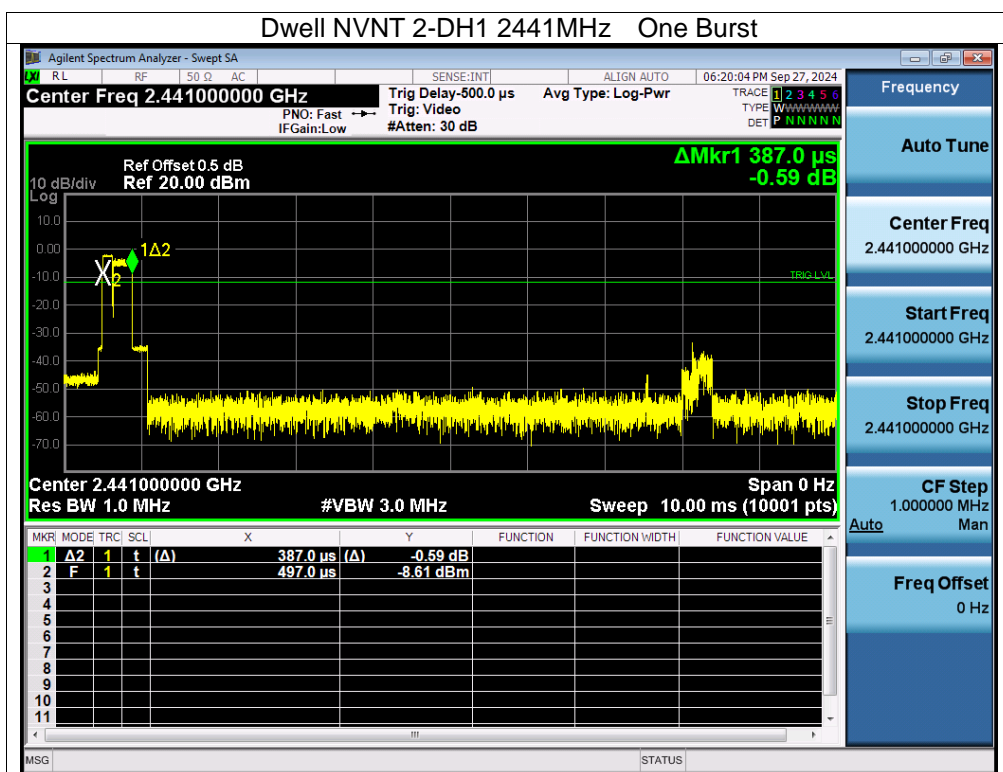 Dwell NVNT 2-DH1 2441MHz One Burst
Agilent Spectrum Analyzer - Swept SA
LXI RL RF 50 Ω AC SENSE:INT ALIGN AUTO 06:20:04 PM Sep 27, 2024
Center Freq 2.441000000 GHz Trig Delay-500.0 µs Avg Type: Log-Pwr TRACE 1 2 3 4 5 6
PNO: Fast Trig: Video TYPE WWWWWWW
IFGain:Low #Atten: 30 dB DET P N N N N N
Frequency
Auto Tune
Center Freq
2.441000000 GHz
Start Freq
2.441000000 GHz
Stop Freq
2.441000000 GHz
CF Step
1.000000 MHz
Auto Man
Freq Offset
0 Hz
ΔMkr1 387.0 µs
-0.59 dB
Ref Offset 0.5 dB
10 dB/div Ref 20.00 dBm
Log
10.0
0.00
-10.0
-20.0
-30.0
-40.0
-50.0
-60.0
-70.0
1Δ2
X2
TRIG LVL
Center 2.441000000 GHz Span 0 Hz
Res BW 1.0 MHz #VBW 3.0 MHz Sweep 10.00 ms (10001 pts)
MKR MODE TRC SCL X Y FUNCTION FUNCTION WIDTH FUNCTION VALUE
1 Δ2 1 t (Δ) 387.0 µs (Δ) -0.59 dB
2 F 1 t 497.0 µs -8.61 dBm
3
4
5
6
7
8
9
10
11
MSG STATUS